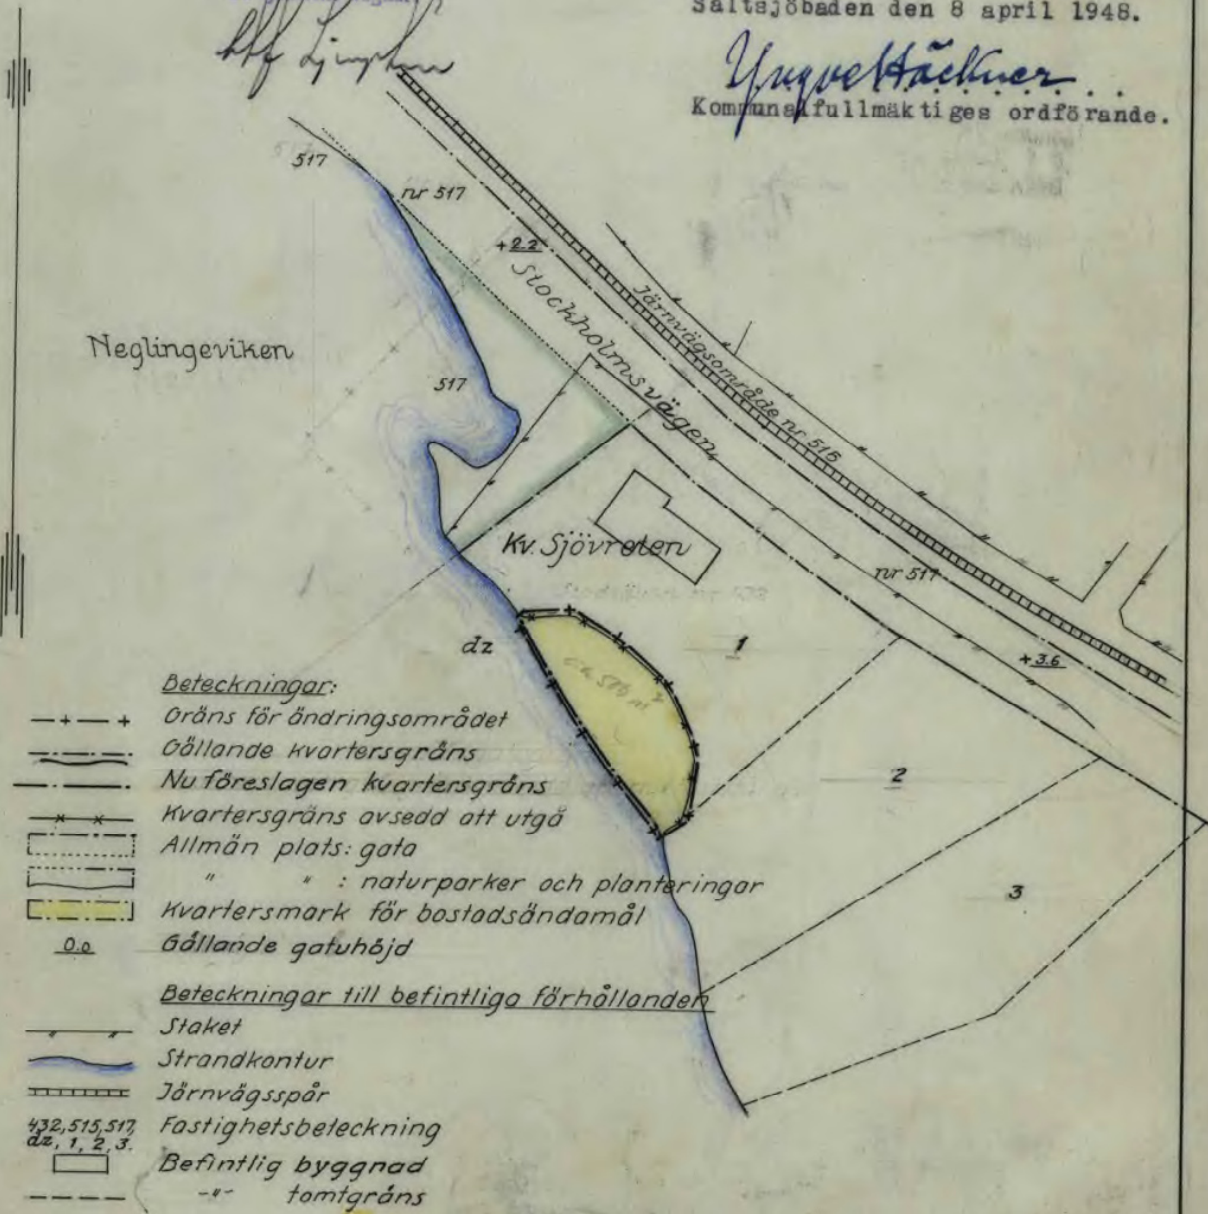 Saltsjöbaden den 8 april 1948.
Yngve Häckner
Kommunalfullmäktiges ordförande.
517
nr 517
+2.2
Stockholmsvägen
Järnvägsområde nr 515
Neglingeviken
517
Kv. Sjövreten
nr 517
dz
1
+3.6
2
3
Beteckningar:
Gräns för ändringsområdet
Gällande kvartersgräns
Nu föreslagen kvartersgräns
Kvartersgräns avsedd att utgå
Allmän plats: gata
" " : naturparker och planteringar
Kvartersmark för bostadsändamål
0.0 Gällande gatuhöjd
Beteckningar till befintliga förhållanden
Staket
Strandkontur
Järnvägsspår
432, 515, 517, Fastighetsbeteckning
dz, 1, 2, 3.
Befintlig byggnad
-"- tomtgräns